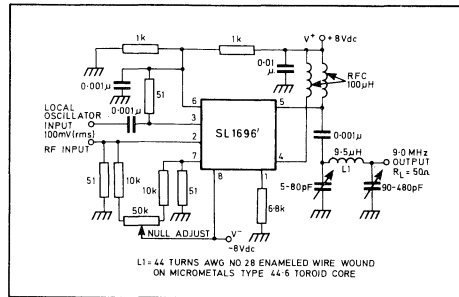 1k
1k
V+
+8Vdc
0·001µ
51
0·01
µ
RFC
100µH
LOCAL
OSCILLATOR
INPUT
100mV(rms)
0·001µ
6
5
3
SL1696'
RF INPUT
2
0·001µ
9·0 MHz
OUTPUT
RL = 50Ω
7
4
9·5µH
L1
51
10k
10k
51
8
1
6·8k
5-80pF
90-480pF
50k
NULL ADJUST
V-
-8Vdc
L1=44 TURNS AWG NO.28 ENAMELED WIRE WOUND
ON MICROMETALS TYPE 44-6 TOROID CORE